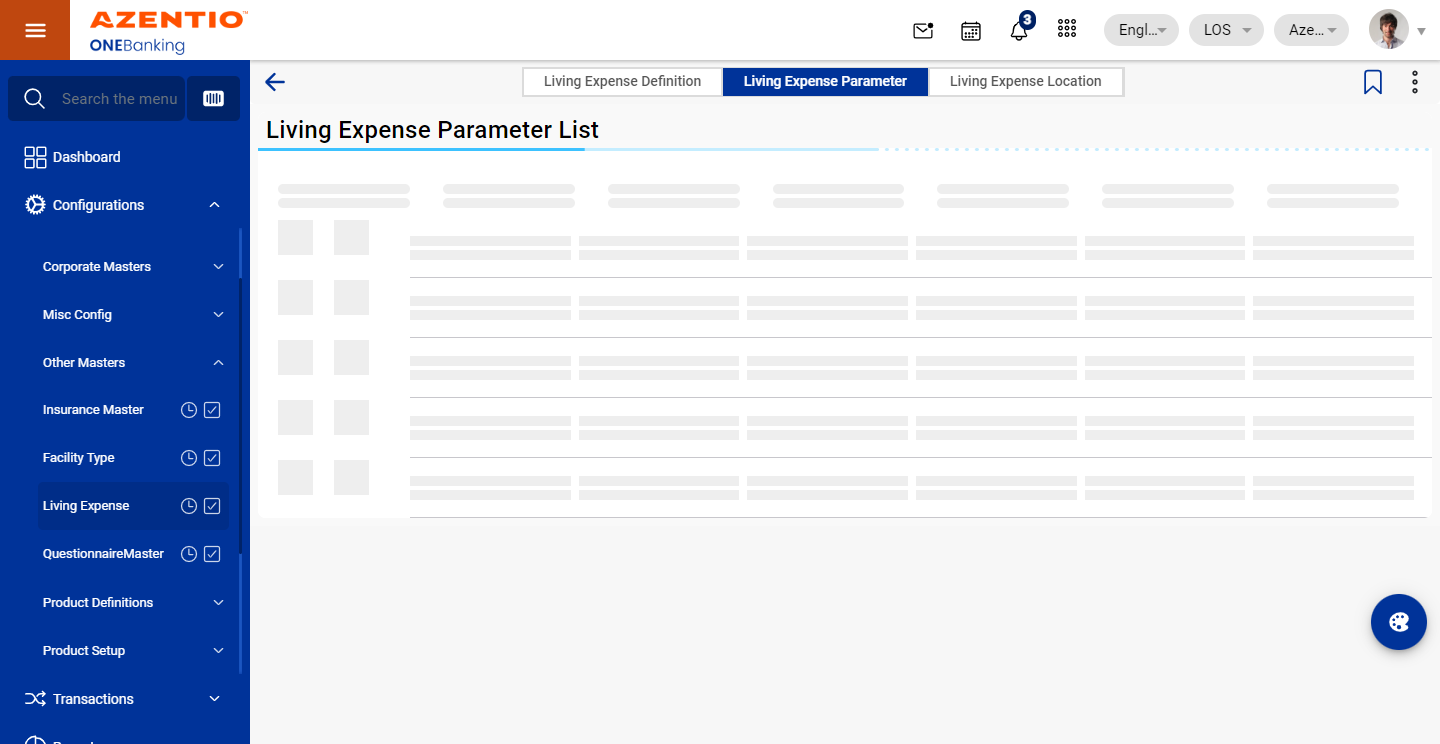 AZENTIO™
ONEBanking
3
Engl...
LOS
Aze...
Search the menu
Dashboard
Configurations
Corporate Masters
Misc Config
Other Masters
Insurance Master
Facility Type
Living Expense
QuestionnaireMaster
Product Definitions
Product Setup
Transactions
Living Expense Definition
Living Expense Parameter
Living Expense Location
Living Expense Parameter List